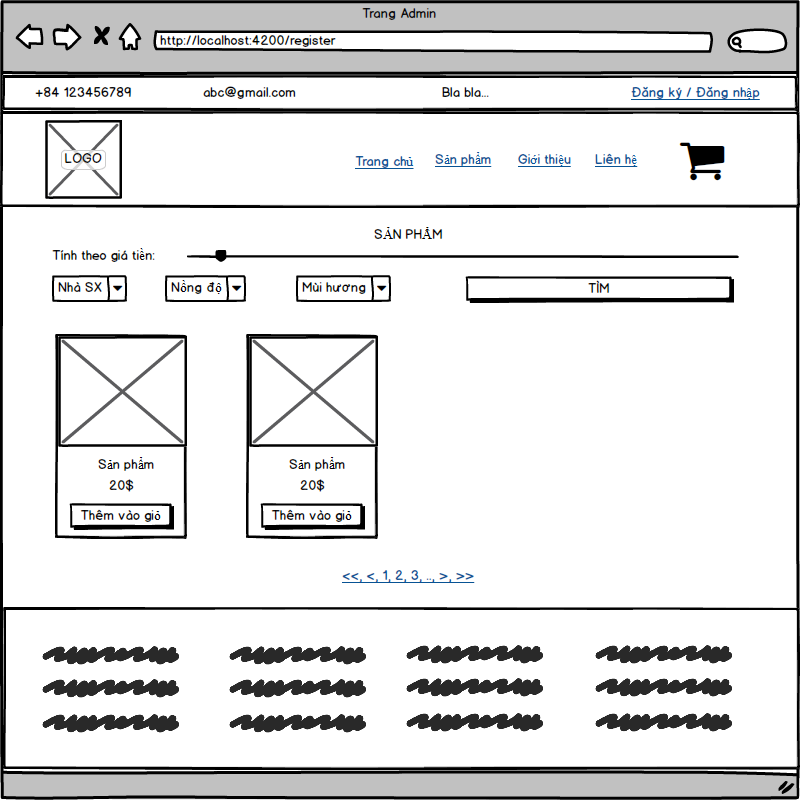 Trang Admin
http://localhost:4200/register
+84 123456789 abc@gmail.com Bla bla... Đăng ký / Đăng nhập
LOGO Trang chủ Sản phẩm Giới thiệu Liên hệ
SẢN PHẨM
Tính theo giá tiền:
Nhà SX Nồng độ Mùi hương TÌM
Sản phẩm Sản phẩm
20$ 20$
Thêm vào giỏ Thêm vào giỏ
<<, <, 1, 2, 3, .., >, >>